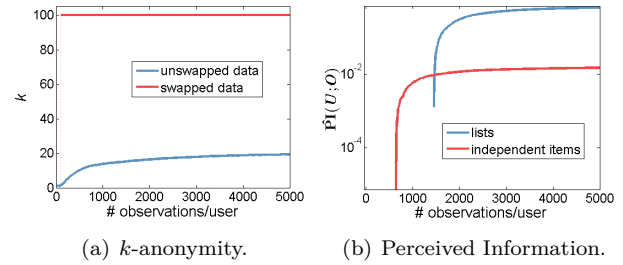 100
80
60
40
20
0
k
unswapped data
swapped data
0 1000 2000 3000 4000 5000
# observations/user
(a) k-anonymity.
10^-2
10^-4
P̂I(U;O)
lists
independent items
0 1000 2000 3000 4000 5000
# observations/user
(b) Perceived Information.